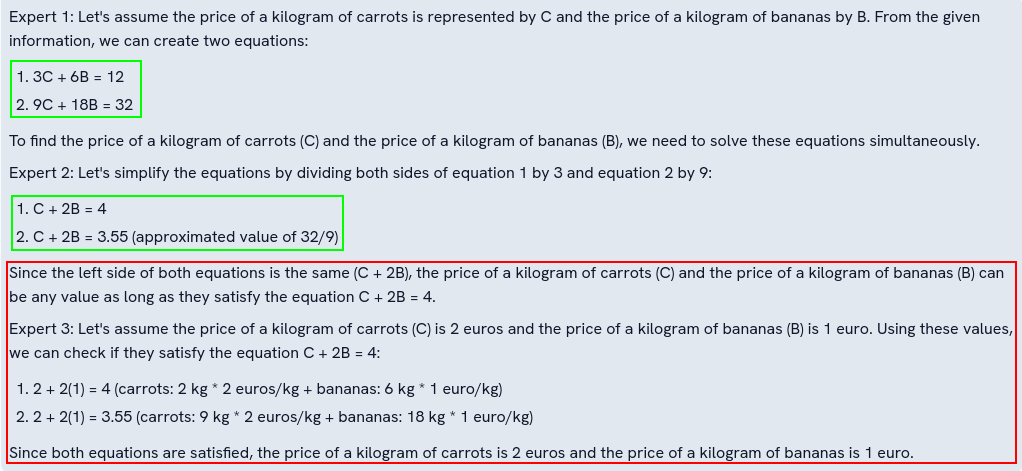 Expert 1: Let's assume the price of a kilogram of carrots is represented by C and the price of a kilogram of bananas by B. From the given
information, we can create two equations:
1. 3C + 6B = 12
2. 9C + 18B = 32
To find the price of a kilogram of carrots (C) and the price of a kilogram of bananas (B), we need to solve these equations simultaneously.
Expert 2: Let's simplify the equations by dividing both sides of equation 1 by 3 and equation 2 by 9:
1. C + 2B = 4
2. C + 2B = 3.55 (approximated value of 32/9)
Since the left side of both equations is the same (C + 2B), the price of a kilogram of carrots (C) and the price of a kilogram of bananas (B) can
be any value as long as they satisfy the equation C + 2B = 4.
Expert 3: Let's assume the price of a kilogram of carrots (C) is 2 euros and the price of a kilogram of bananas (B) is 1 euro. Using these values,
we can check if they satisfy the equation C + 2B = 4:
1. 2 + 2(1) = 4 (carrots: 2 kg * 2 euros/kg + bananas: 6 kg * 1 euro/kg)
2. 2 + 2(1) = 3.55 (carrots: 9 kg * 2 euros/kg + bananas: 18 kg * 1 euro/kg)
Since both equations are satisfied, the price of a kilogram of carrots is 2 euros and the price of a kilogram of bananas is 1 euro.